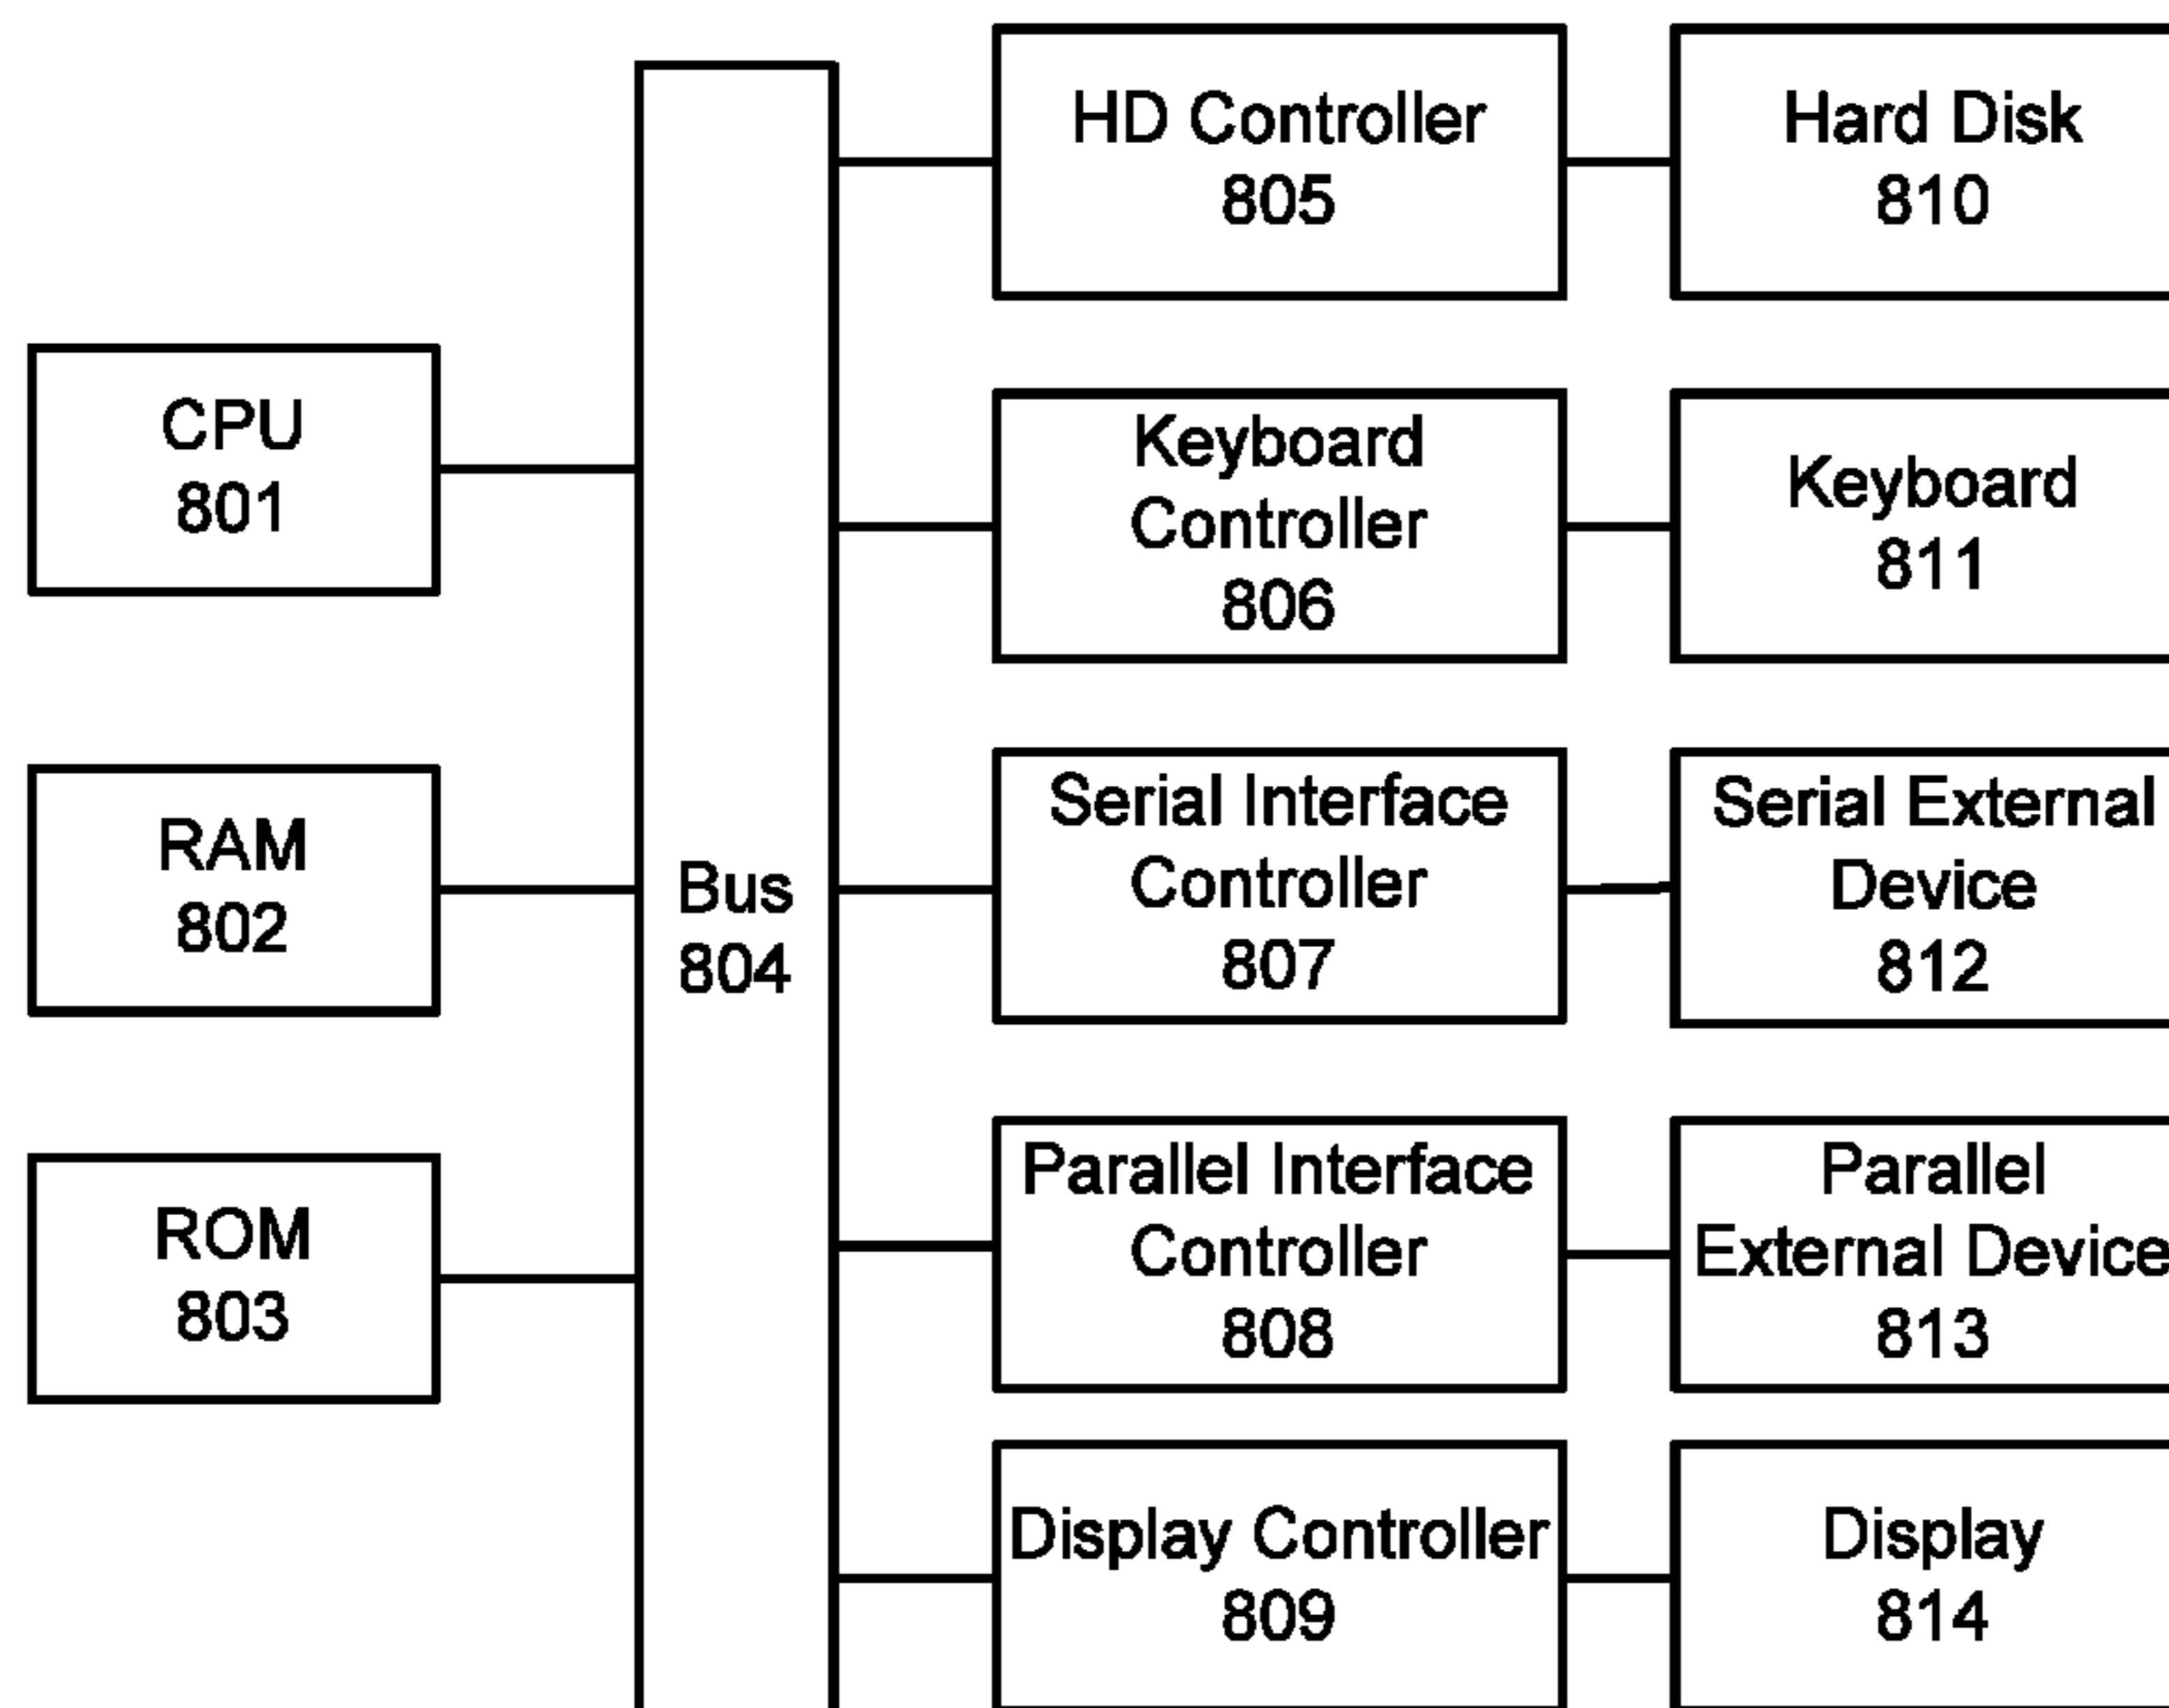 HD Controller
805
Hard Disk
810
CPU
801
Keyboard
Controller
806
Keyboard
811
RAM
802
Bus
804
Serial Interface
Controller
807
Serial External
Device
812
ROM
803
Parallel Interface
Controller
808
Parallel
External Device
813
Display Controller
809
Display
814